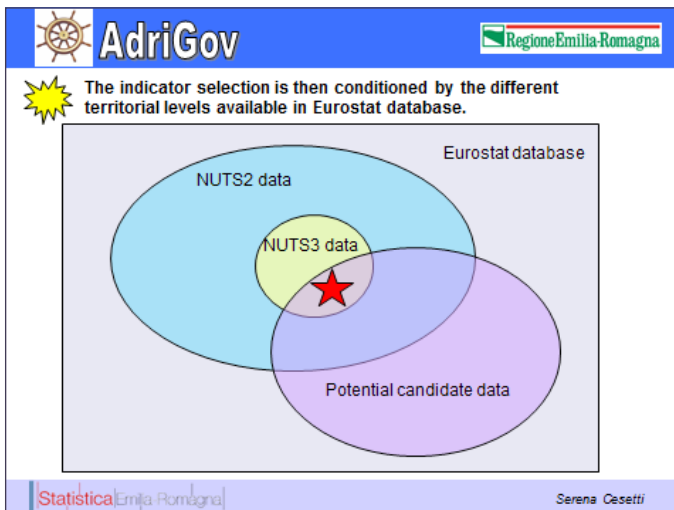 AdriGov
RegioneEmilia-Romagna
The indicator selection is then conditioned by the different
territorial levels available in Eurostat database.
Eurostat database
NUTS2 data
NUTS3 data
Potential candidate data
Statistica Emilia-Romagna
Serena Cesetti